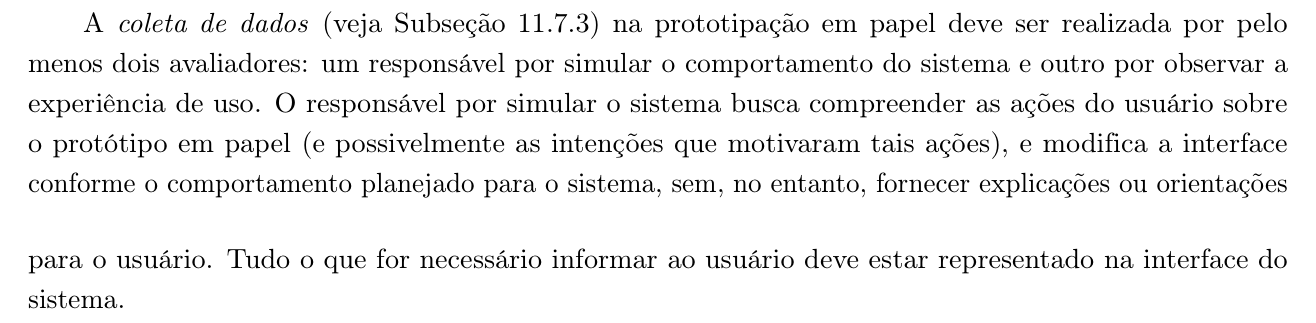 A coleta de dados (veja Subseção 11.7.3) na prototipação em papel deve ser realizada por pelo
menos dois avaliadores: um responsável por simular o comportamento do sistema e outro por observar a
experiência de uso. O responsável por simular o sistema busca compreender as ações do usuário sobre
o protótipo em papel (e possivelmente as intenções que motivaram tais ações), e modifica a interface
conforme o comportamento planejado para o sistema, sem, no entanto, fornecer explicações ou orientações
para o usuário. Tudo o que for necessário informar ao usuário deve estar representado na interface do
sistema.